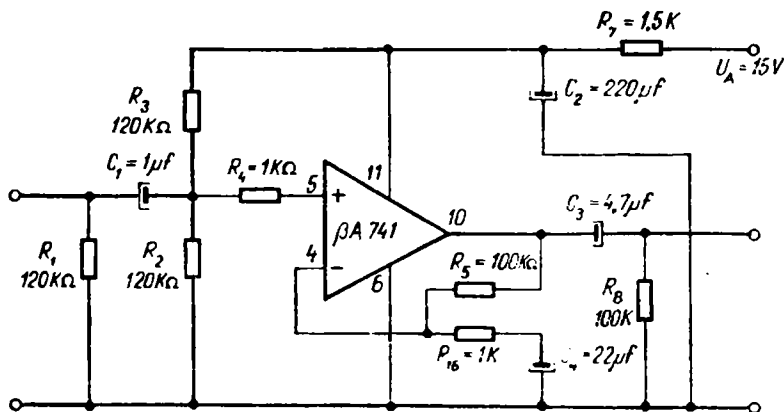 R7 = 1.5K
UA = 15V
C2 = 220µf
R3
120KΩ
C1 = 1µf
R4 = 1KΩ
11
5
+
10
C3 = 4.7µf
βA 741
4
-
6
R1
120KΩ
R2
120KΩ
R5 = 100KΩ
R8
100K
R16 = 1K
= 22µf